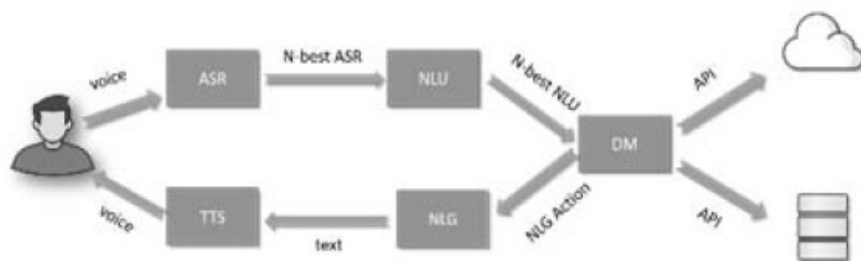 voice
ASR
N-best ASR
NLU
N-best NLU
DM
API
API
NLG Action
NLG
text
TTS
voice